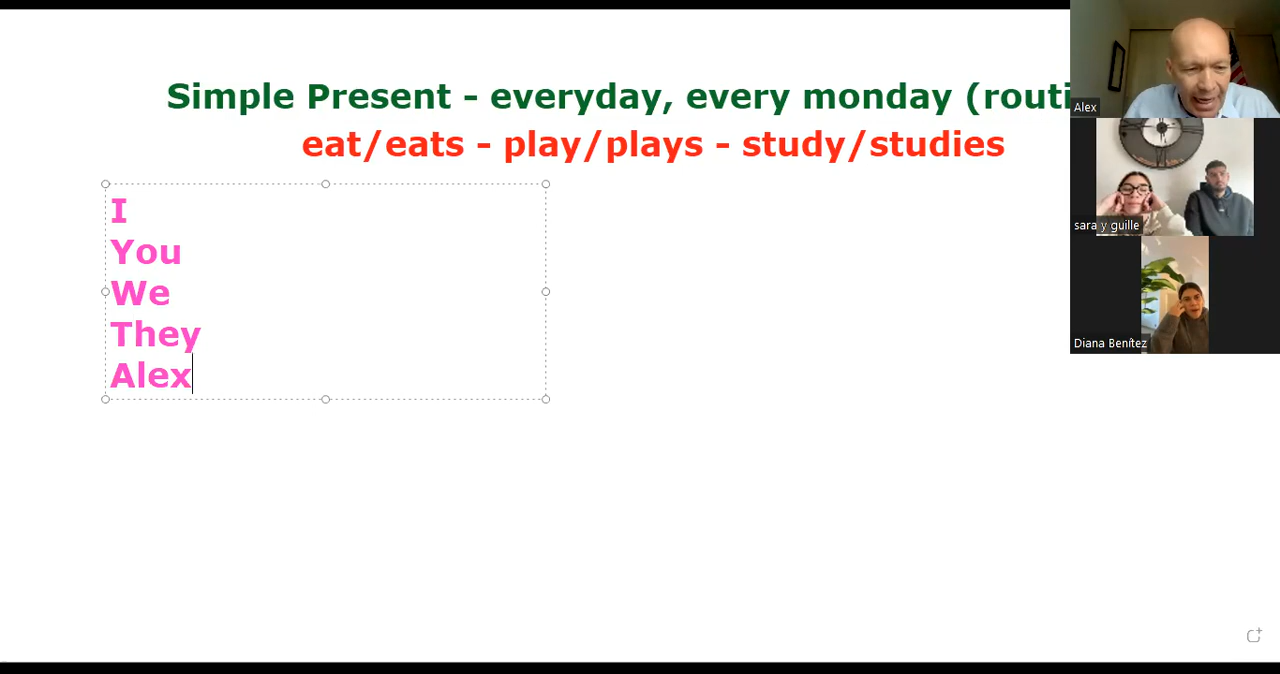 Simple Present - everyday, every monday (routi
eat/eats - play/plays - study/studies
I
You
We
They
Alex
Alex
sara y guille
Diana Benítez